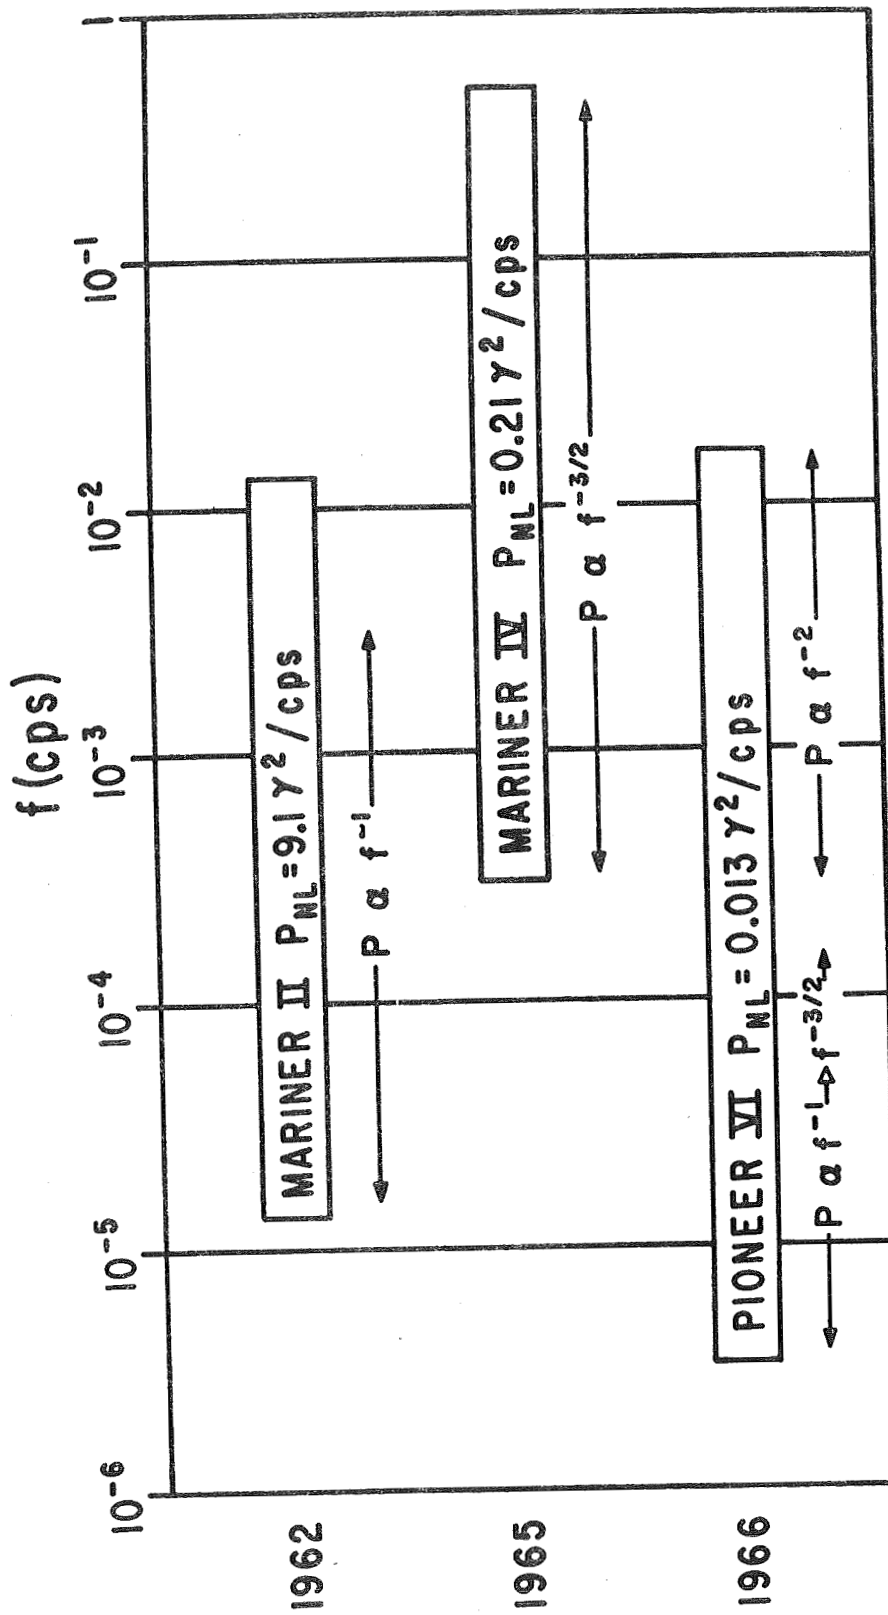 f (cps)
10⁻⁶ 10⁻⁵ 10⁻⁴ 10⁻³ 10⁻² 10⁻¹ 1
1962
MARINER II P_NL = 9.1 γ²/cps
P α f⁻¹
1965
MARINER IV P_NL = 0.21 γ²/cps
P α f⁻³/²
1966
PIONEER VI P_NL = 0.013 γ²/cps
P α f⁻¹ → f⁻³/² P α f⁻²